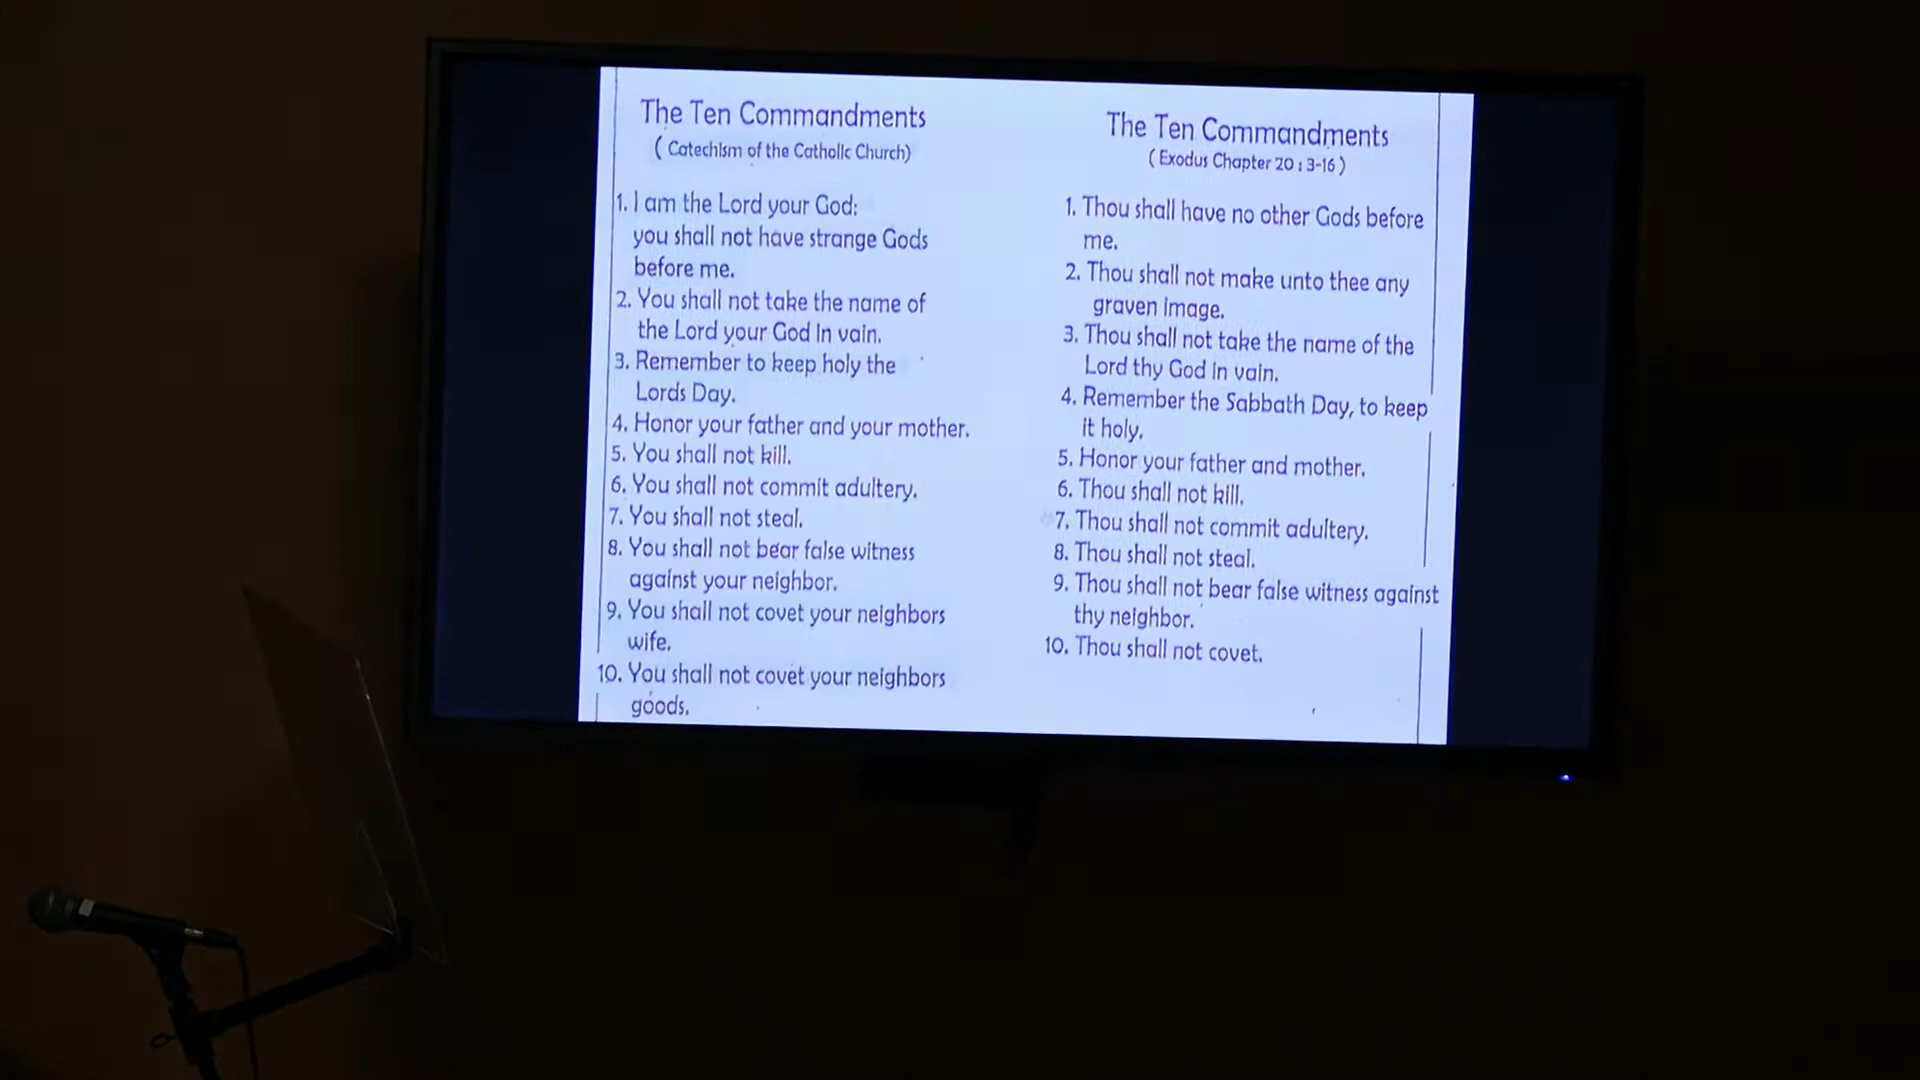 The Ten Commandments
( Catechism of the Catholic Church)
1. I am the Lord your God:
you shall not have strange Gods
before me.
2. You shall not take the name of
the Lord your God in vain.
3. Remember to keep holy the
Lords Day.
4. Honor your father and your mother.
5. You shall not kill.
6. You shall not commit adultery.
7. You shall not steal.
8. You shall not bear false witness
against your neighbor.
9. You shall not covet your neighbors
wife.
10. You shall not covet your neighbors
goods.
The Ten Commandments
( Exodus Chapter 20 : 3-16 )
1. Thou shall have no other Gods before
me.
2. Thou shall not make unto thee any
graven image.
3. Thou shall not take the name of the
Lord thy God in vain.
4. Remember the Sabbath Day, to keep
it holy.
5. Honor your father and mother.
6. Thou shall not kill.
7. Thou shall not commit adultery.
8. Thou shall not steal.
9. Thou shall not bear false witness against
thy neighbor.
10. Thou shall not covet.